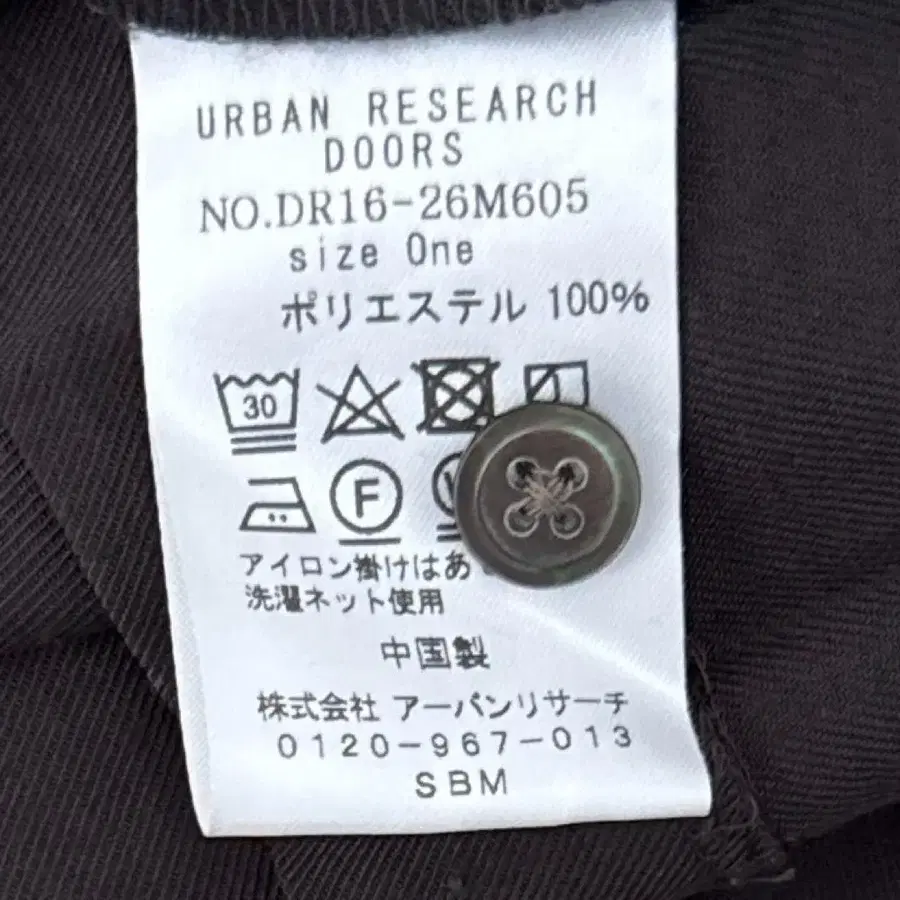 URBAN RESEARCH
DOORS
NO.DR16-26M605
size One
ポリエステル 100%
30
F
アイロン掛けはあ
洗濯ネット使用
中国製
株式会社 アーバンリサーチ
0120-967-013
SBM